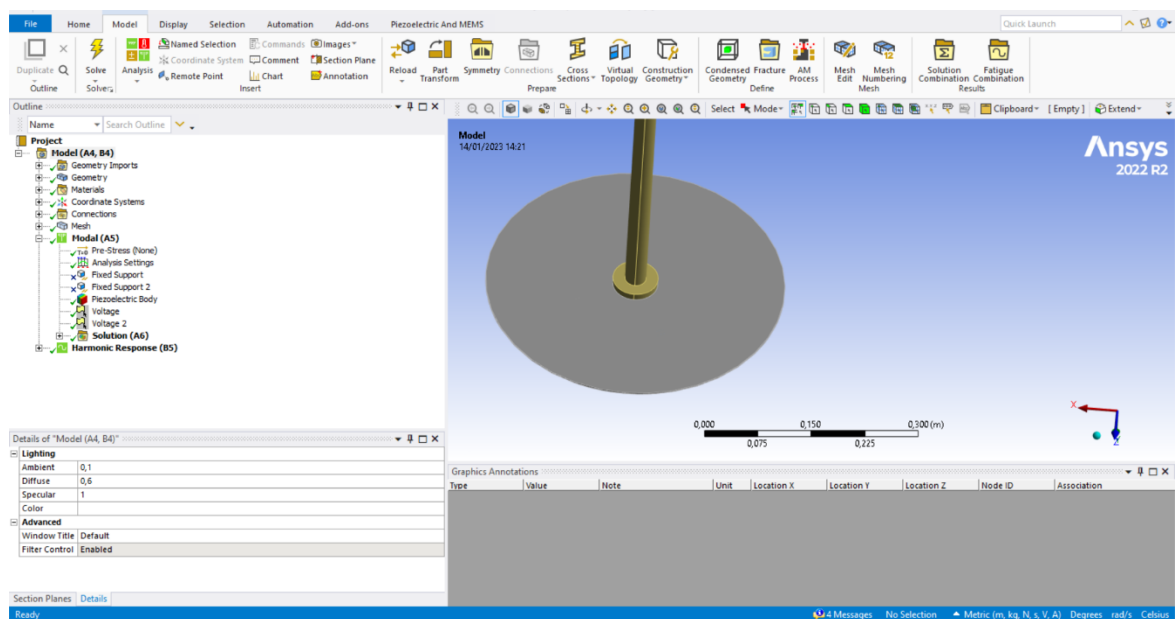 File Home Model Display Selection Automation Add-ons Piezoelectric And MEMS Quick Launch
Duplicate Q
Outline
Solve
Solver
Analysis
Named Selection
Coordinate System
Remote Point
Commands
Comment
Chart
Images
Section Plane
Annotation
Insert
Reload
Part Transform
Symmetry
Connections
Cross Sections
Virtual Topology
Construction Geometry
Prepare
Condensed Geometry
Fracture
AM Process
Define
Mesh Edit
Mesh Numbering
Mesh
Solution Combination
Fatigue Combination
Results
Outline
Name Search Outline
Project
Model (A4, B4)
Geometry Imports
Geometry
Materials
Coordinate Systems
Connections
Mesh
Modal (A5)
Pre-Stress (None)
Analysis Settings
Fixed Support
Fixed Support 2
Piezoelectric Body
Voltage
Voltage 2
Solution (A6)
Harmonic Response (B5)
Select Mode Clipboard [ Empty ] Extend
Model
14/01/2023 14:21
Ansys
2022 R2
X
Z
0,000 0,150 0,300 (m)
0,075 0,225
Details of "Model (A4, B4)"
Lighting
Ambient 0,1
Diffuse 0,6
Specular 1
Color
Advanced
Window Title Default
Filter Control Enabled
Section Planes Details
Graphics Annotations
Type Value Note Unit Location X Location Y Location Z Node ID Association
Ready 4 Messages No Selection Metric (m, kg, N, s, V, A) Degrees rad/s Celsius